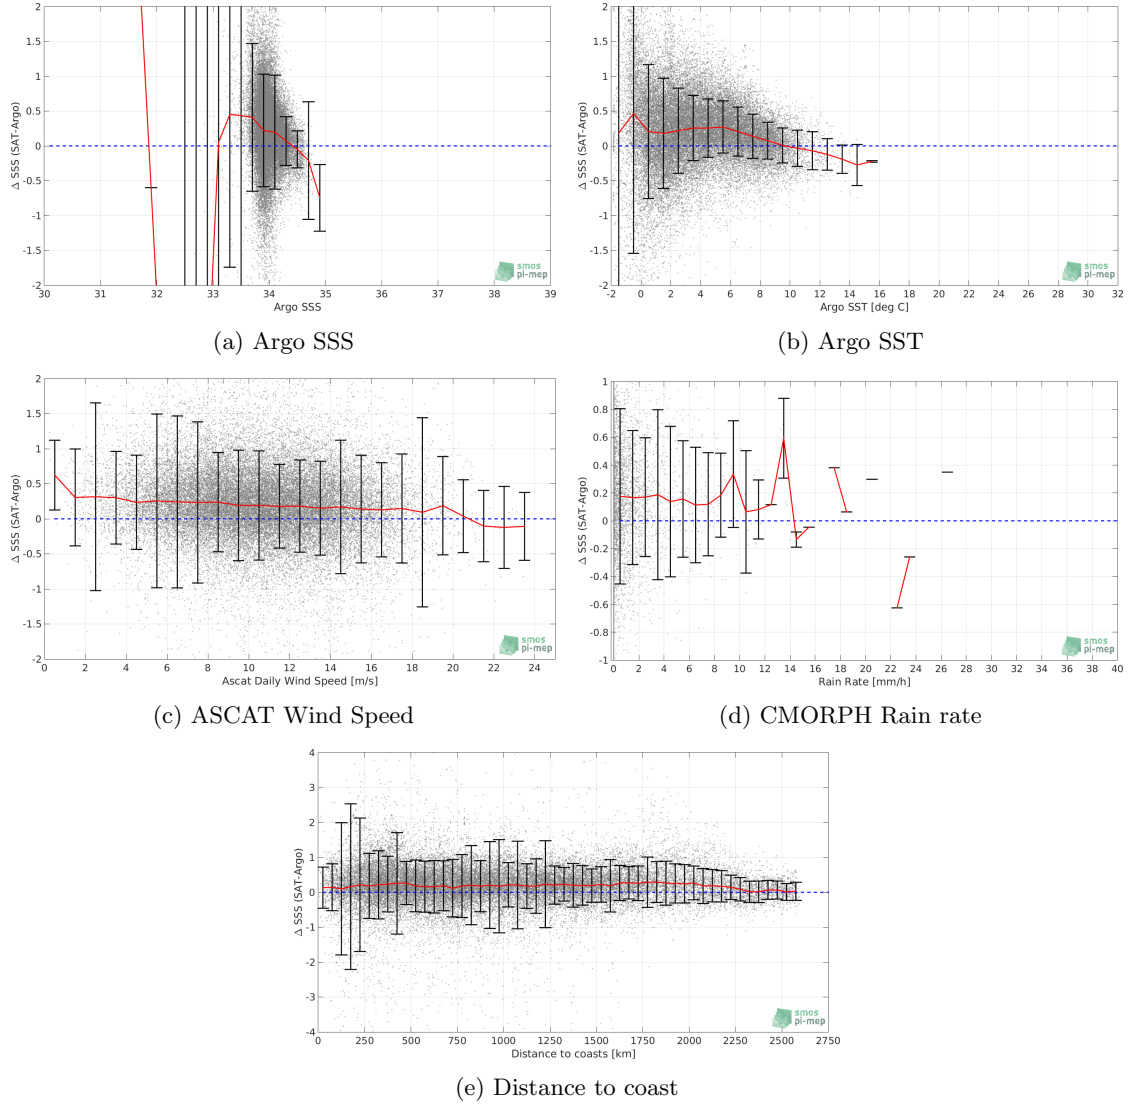 2
1.5
1
0.5
0
-0.5
-1
-1.5
-2
Δ SSS (SAT-Argo)
30 31 32 33 34 35 36 37 38 39
Argo SSS
smos
pi-mep
(a) Argo SSS
2
1.5
1
0.5
0
-0.5
-1
-1.5
-2
Δ SSS (SAT-Argo)
-2 0 2 4 6 8 10 12 14 16 18 20 22 24 26 28 30 32
Argo SST [deg C]
smos
pi-mep
(b) Argo SST
2
1.5
1
0.5
0
-0.5
-1
-1.5
-2
Δ SSS (SAT-Argo)
0 2 4 6 8 10 12 14 16 18 20 22 24
Ascat Daily Wind Speed [m/s]
smos
pi-mep
(c) ASCAT Wind Speed
1
0.8
0.6
0.4
0.2
0
-0.2
-0.4
-0.6
-0.8
-1
Δ SSS (SAT-Argo)
0 2 4 6 8 10 12 14 16 18 20 22 24 26 28 30 32 34 36 38 40
Rain Rate [mm/h]
smos
pi-mep
(d) CMORPH Rain rate
4
3
2
1
0
-1
-2
-3
-4
Δ SSS (SAT-Argo)
0 250 500 750 1000 1250 1500 1750 2000 2250 2500 2750
Distance to coasts [km]
smos
pi-mep
(e) Distance to coast